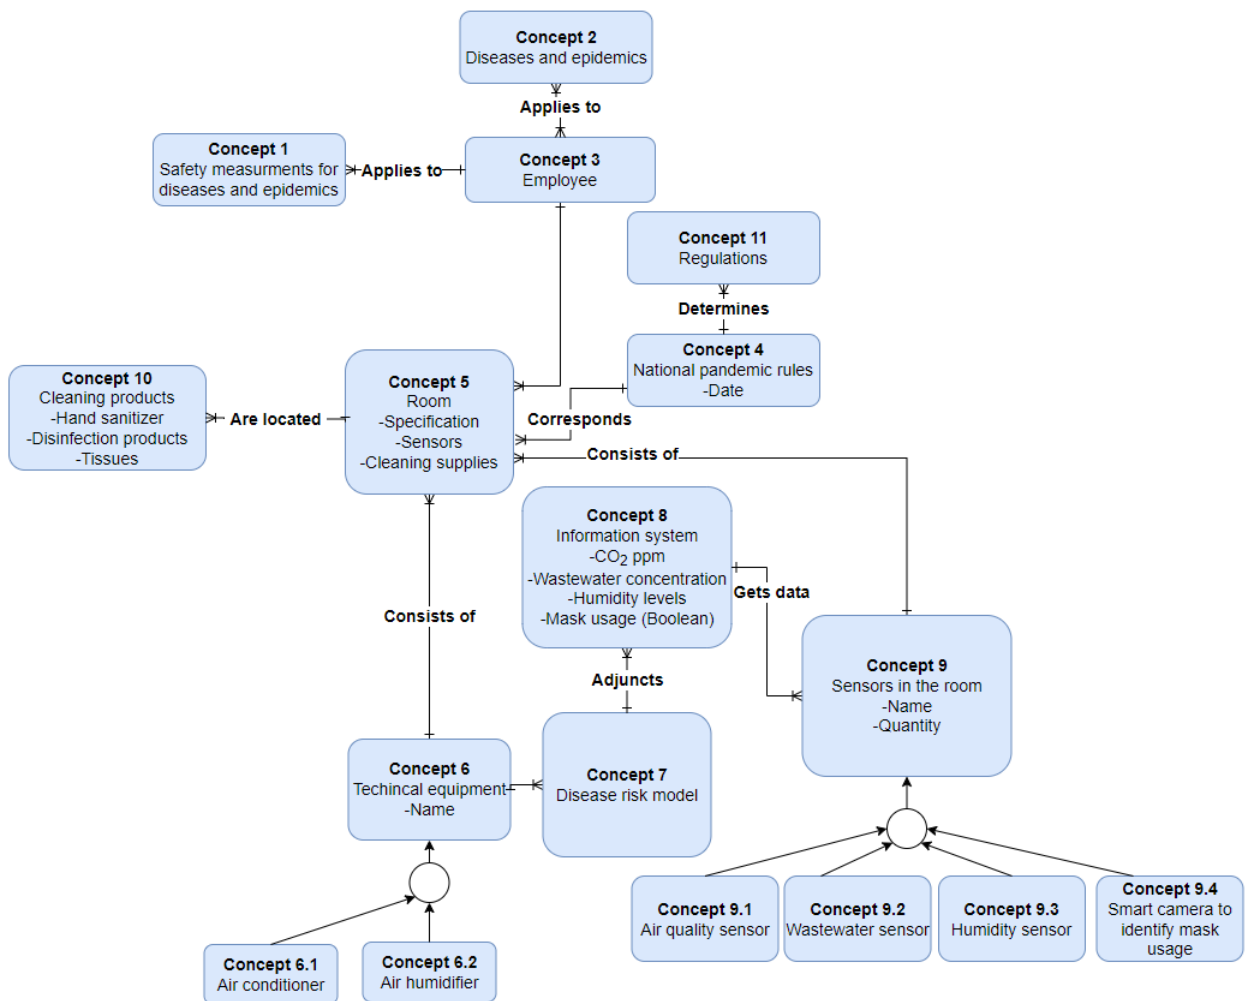 Concept 2
Diseases and epidemics
Applies to
Concept 1
Safety measurments for
diseases and epidemics
Applies to
Concept 3
Employee
Concept 11
Regulations
Determines
Concept 4
National pandemic rules
-Date
Concept 10
Cleaning products
-Hand sanitizer
-Disinfection products
-Tissues
Are located
Concept 5
Room
-Specification
-Sensors
-Cleaning supplies
Corresponds
Consists of
Concept 8
Information system
-CO₂ ppm
-Wastewater concentration
-Humidity levels
-Mask usage (Boolean)
Gets data
Consists of
Adjuncts
Concept 9
Sensors in the room
-Name
-Quantity
Concept 6
Techincal equipment
-Name
Concept 7
Disease risk model
Concept 9.1
Air quality sensor
Concept 9.2
Wastewater sensor
Concept 9.3
Humidity sensor
Concept 9.4
Smart camera to
identify mask
usage
Concept 6.1
Air conditioner
Concept 6.2
Air humidifier